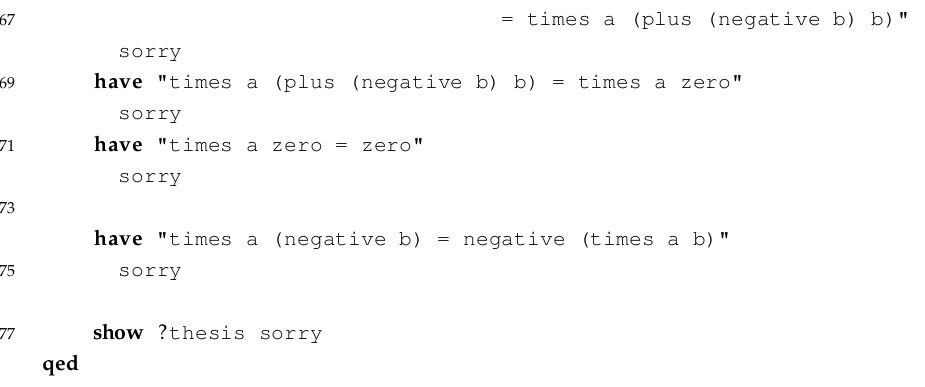 67 = times a (plus (negative b) b)"
sorry
69 have "times a (plus (negative b) b) = times a zero"
sorry
71 have "times a zero = zero"
sorry
73
have "times a (negative b) = negative (times a b)"
75 sorry
77 show ?thesis sorry
qed